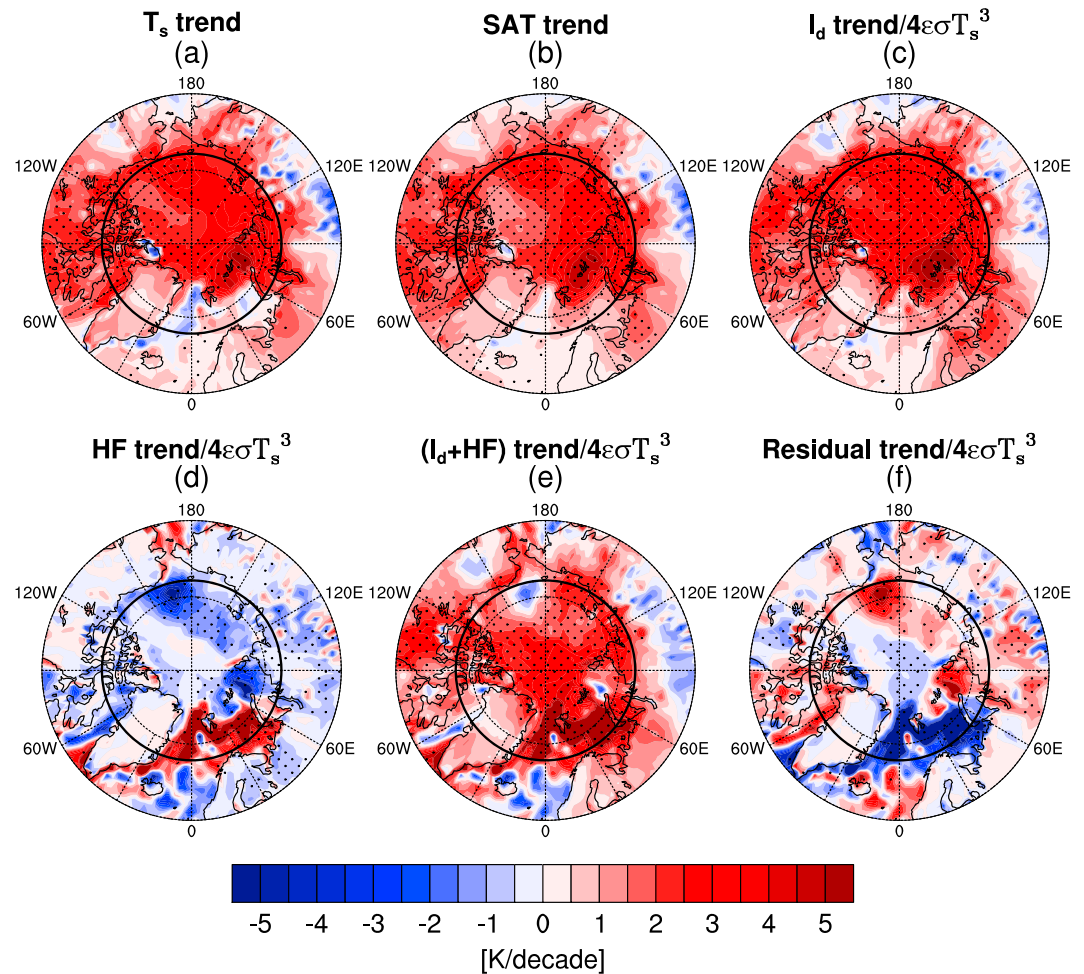 Tₛ trend
SAT trend
I_d trend/4εσTₛ³
(a)
(b)
(c)
180
180
180
120W
120E
120W
120E
120W
120E
60W
60E
60W
60E
60W
60E
0
0
0
HF trend/4εσTₛ³
(I_d+HF) trend/4εσTₛ³
Residual trend/4εσTₛ³
(d)
(e)
(f)
180
180
180
120W
120E
120W
120E
120W
120E
60W
60E
60W
60E
60W
60E
0
0
0
-5 -4 -3 -2 -1 0 1 2 3 4 5
[K/decade]